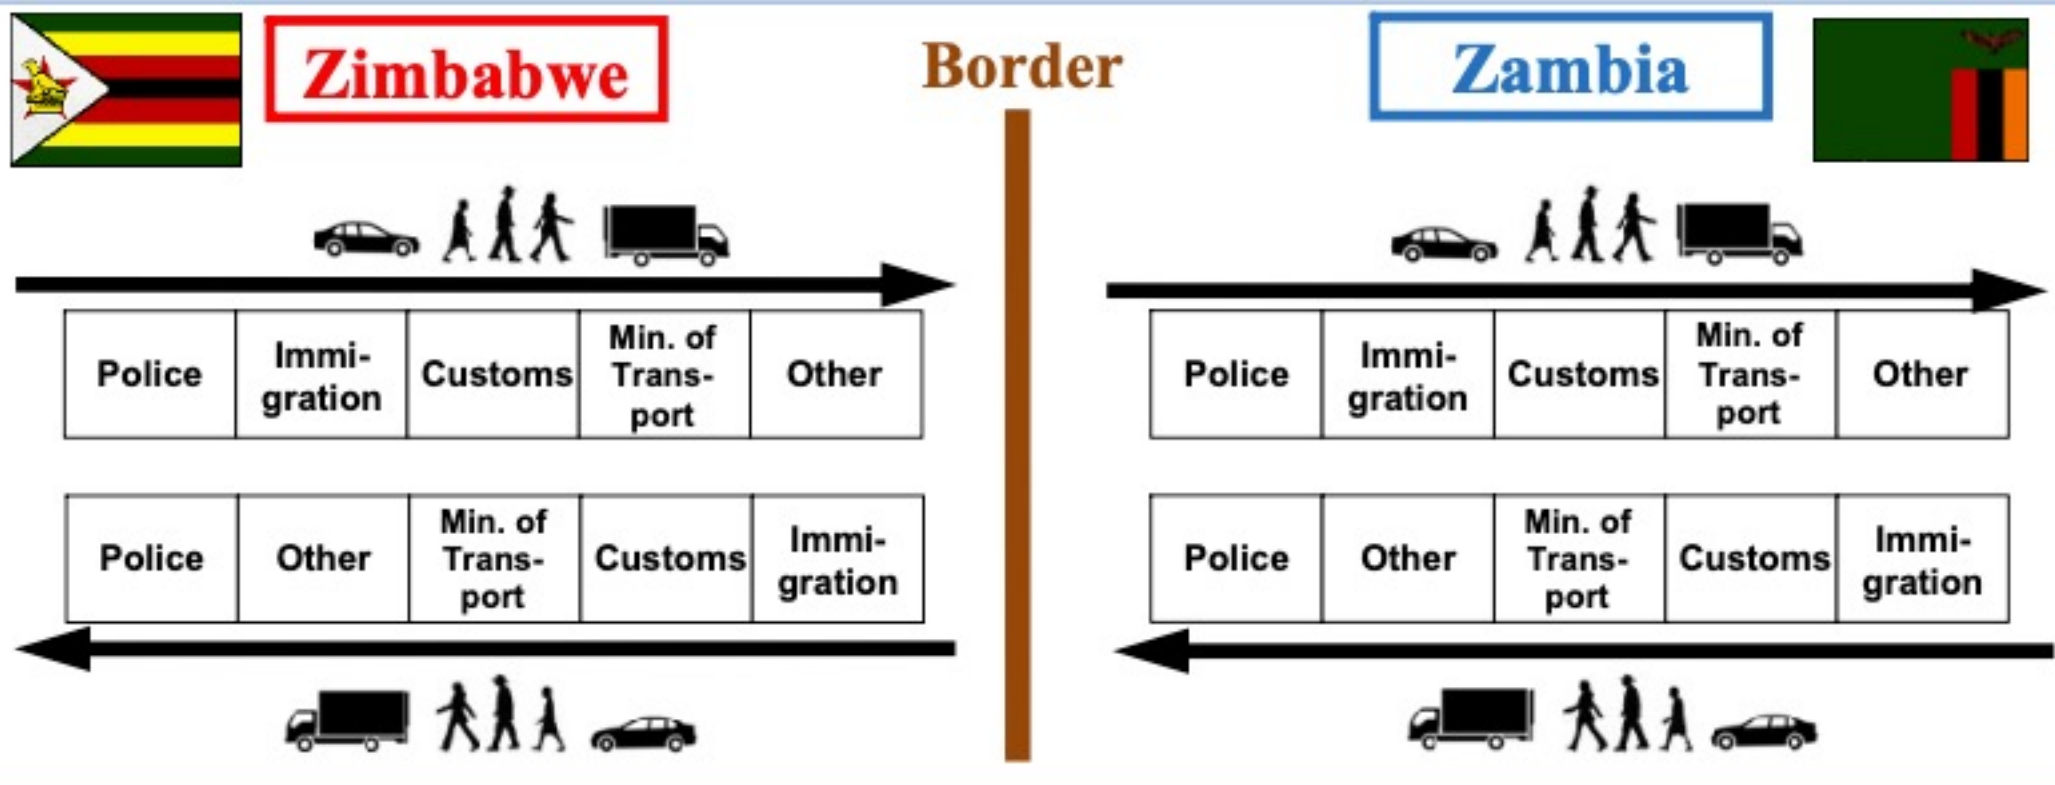 Zimbabwe
Border
Zambia
Police
Immi-
gration
Customs
Min. of
Trans-
port
Other
Police
Immi-
gration
Customs
Min. of
Trans-
port
Other
Police
Other
Min. of
Trans-
port
Customs
Immi-
gration
Police
Other
Min. of
Trans-
port
Customs
Immi-
gration